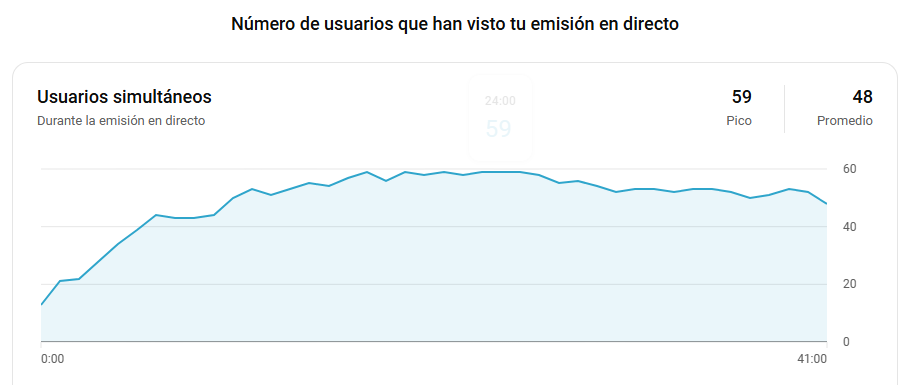 Número de usuarios que han visto tu emisión en directo
Usuarios simultáneos
Durante la emisión en directo
24:00
59
59
Pico
48
Promedio
60
40
20
0
0:00
41:00